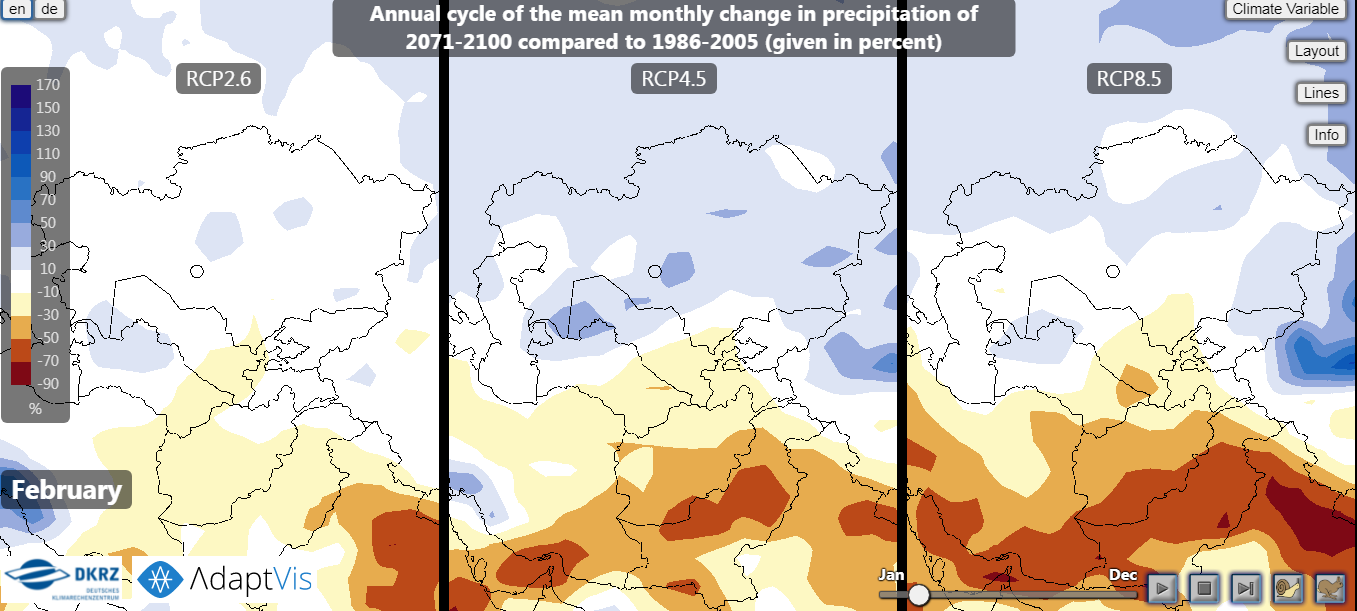 en de
Annual cycle of the mean monthly change in precipitation of
2071-2100 compared to 1986-2005 (given in percent)
Climate Variable
Layout
Lines
Info
RCP2.6
RCP4.5
RCP8.5
170
150
130
110
90
70
50
30
10
-10
-30
-50
-70
-90
%
February
DKRZ
DEUTSCHES
KLIMARECHENZENTRUM
AdaptVis
Jan
Dec